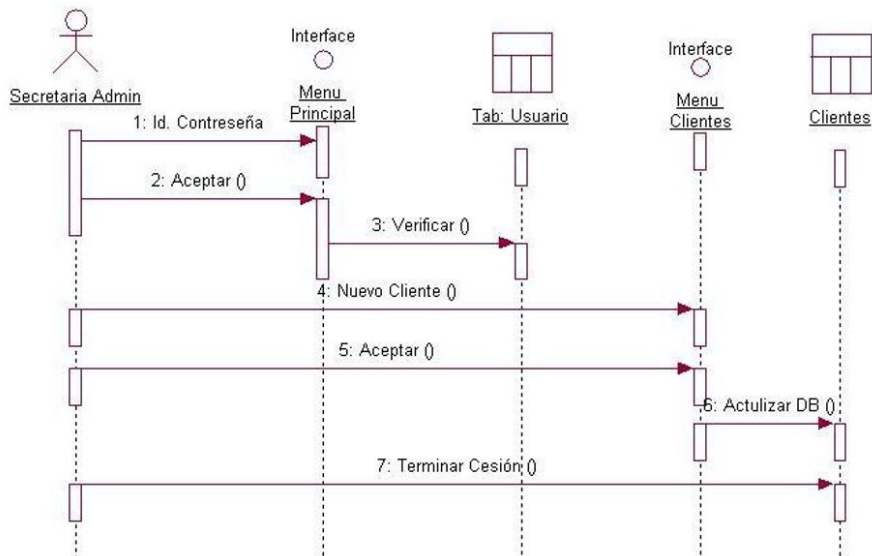 Interface
Interface
Secretaria Admin
Menu
Principal
Tab: Usuario
Menu
Clientes
Clientes
1: Id. Contreseña
2: Aceptar ()
3: Verificar ()
4: Nuevo Cliente ()
5: Aceptar ()
6: Actulizar DB ()
7: Terminar Cesión ()